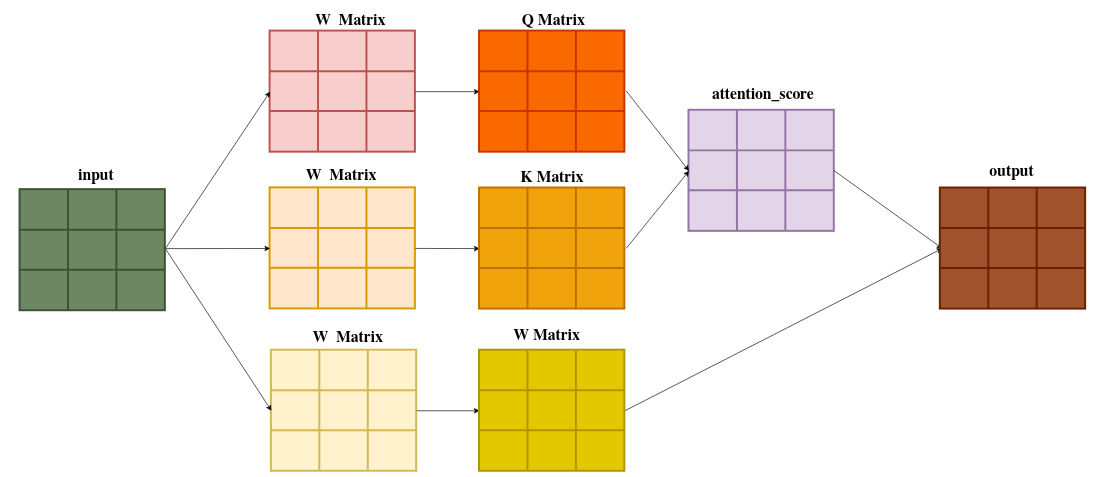 W Matrix
Q Matrix
attention_score
input
W Matrix
K Matrix
output
W Matrix
W Matrix